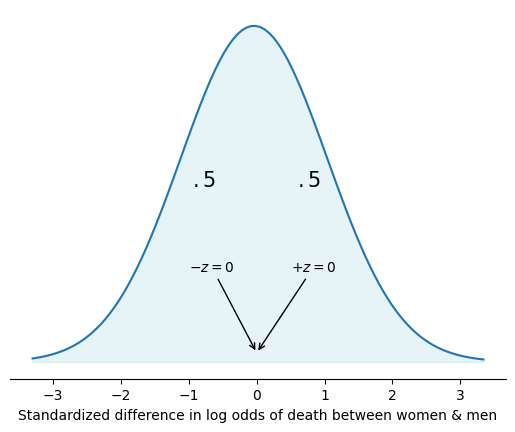 .5 .5
−z = 0 +z = 0
−3 −2 −1 0 1 2 3
Standardized difference in log odds of death between women & men